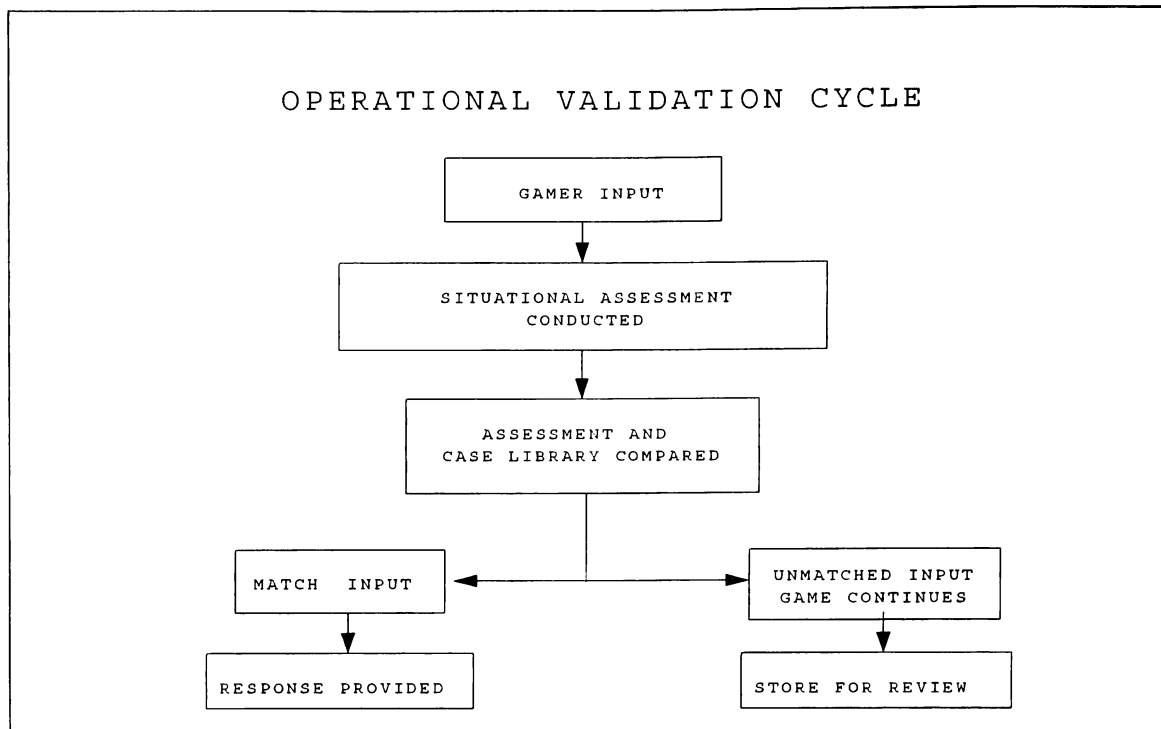 OPERATIONAL VALIDATION CYCLE
GAMER INPUT
SITUATIONAL ASSESSMENT
CONDUCTED
ASSESSMENT AND
CASE LIBRARY COMPARED
MATCH INPUT
UNMATCHED INPUT
GAME CONTINUES
RESPONSE PROVIDED
STORE FOR REVIEW